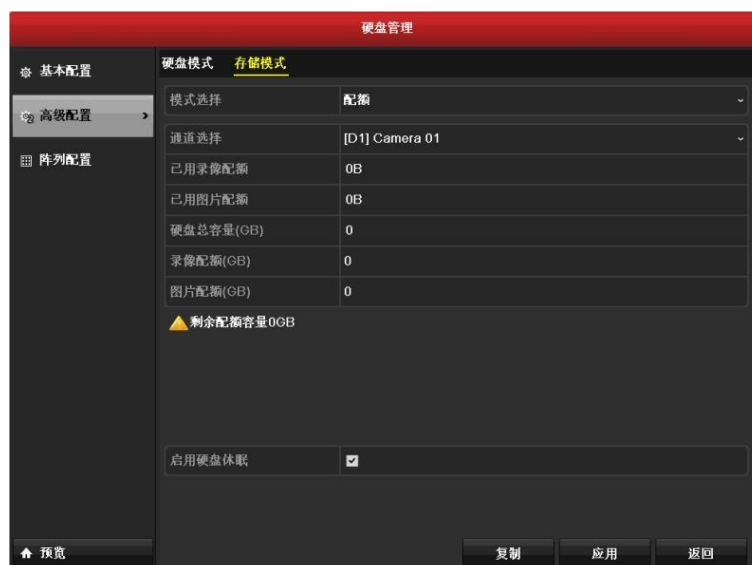 硬盘管理
基本配置
高级配置
阵列配置
硬盘模式 存储模式
模式选择 配额
通道选择 [D1] Camera 01
已用录像配额 0B
已用图片配额 0B
硬盘总容量(GB) 0
录像配额(GB) 0
图片配额(GB) 0
剩余配额容量0GB
启用硬盘休眠
预览 复制 应用 返回